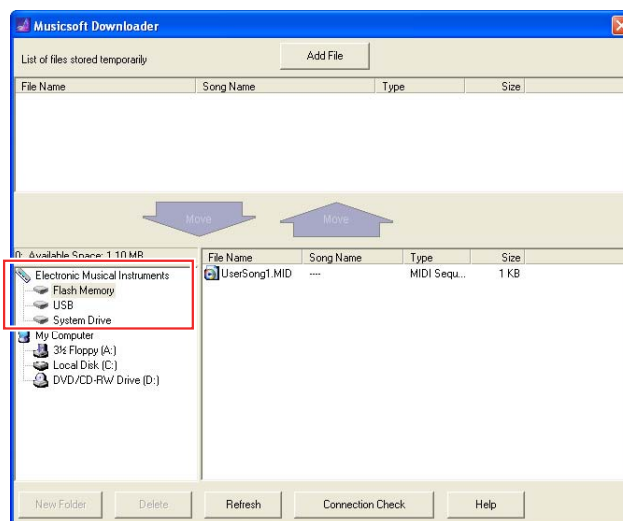 Musicsoft Downloader
List of files stored temporarily
Add File
File Name Song Name Type Size
Move Move
0: Available Space: 1.10 MB
File Name Song Name Type Size
Electronic Musical Instruments
UserSong1.MID ---- MIDI Sequ... 1 KB
Flash Memory
USB
System Drive
My Computer
3½ Floppy (A:)
Local Disk (C:)
DVD/CD-RW Drive (D:)
New Folder Delete Refresh Connection Check Help